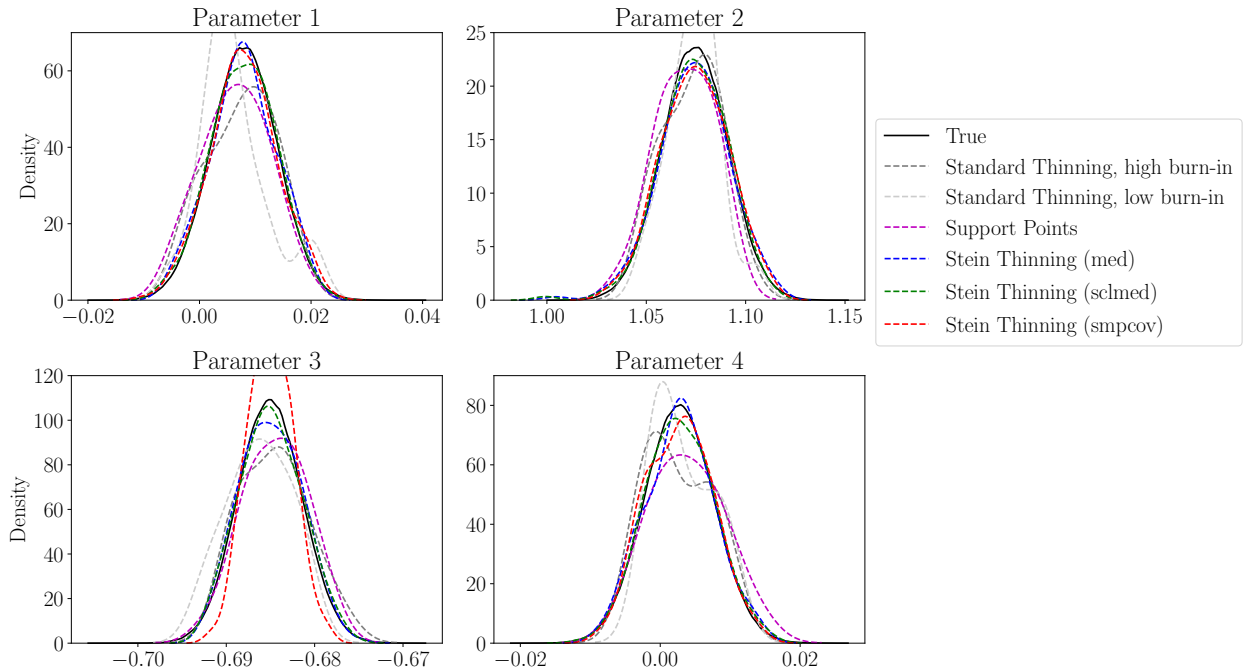 Parameter 1
Density
60
40
20
0
−0.02
0.00
0.02
0.04
Parameter 2
25
20
15
10
5
0
1.00
1.05
1.10
1.15
True
Standard Thinning, high burn-in
Standard Thinning, low burn-in
Support Points
Stein Thinning (med)
Stein Thinning (sclmed)
Stein Thinning (smpcov)
Parameter 3
Density
120
100
80
60
40
20
0
−0.70
−0.69
−0.68
−0.67
Parameter 4
80
60
40
20
0
−0.02
0.00
0.02